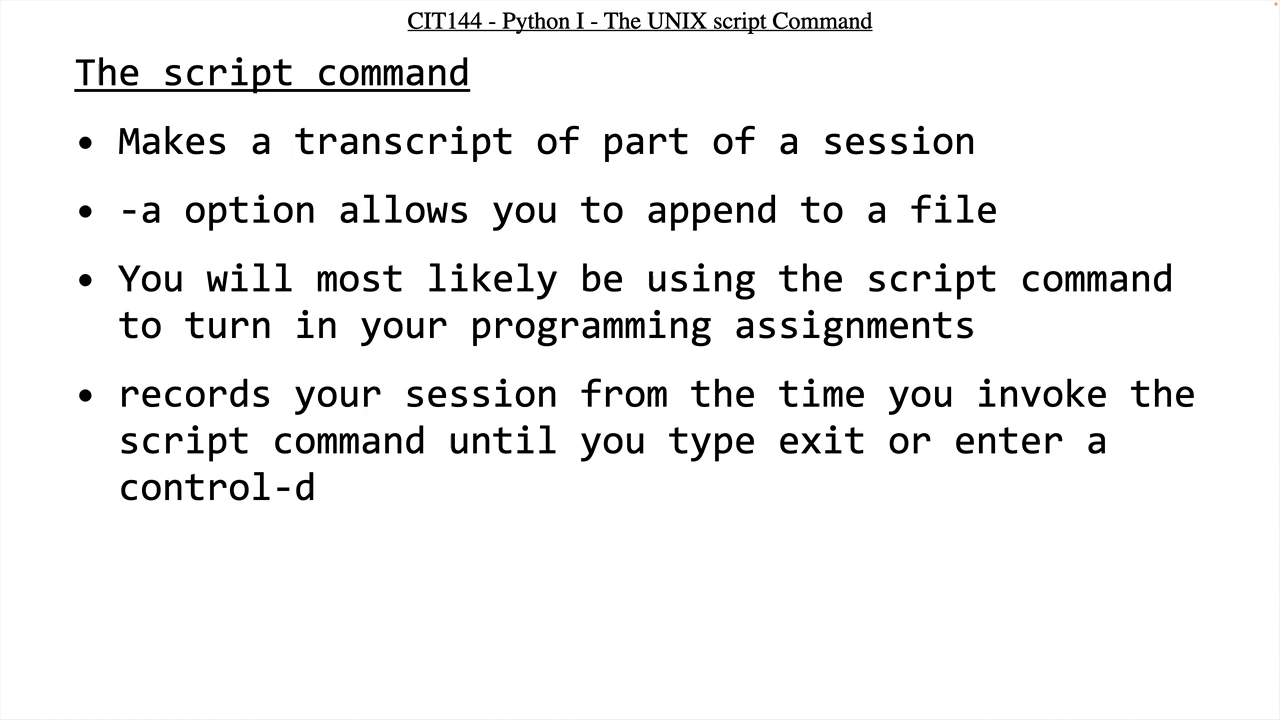 CIT144 - Python I - The UNIX script Command
The script command
• Makes a transcript of part of a session
• -a option allows you to append to a file
• You will most likely be using the script command
to turn in your programming assignments
• records your session from the time you invoke the
script command until you type exit or enter a
control-d